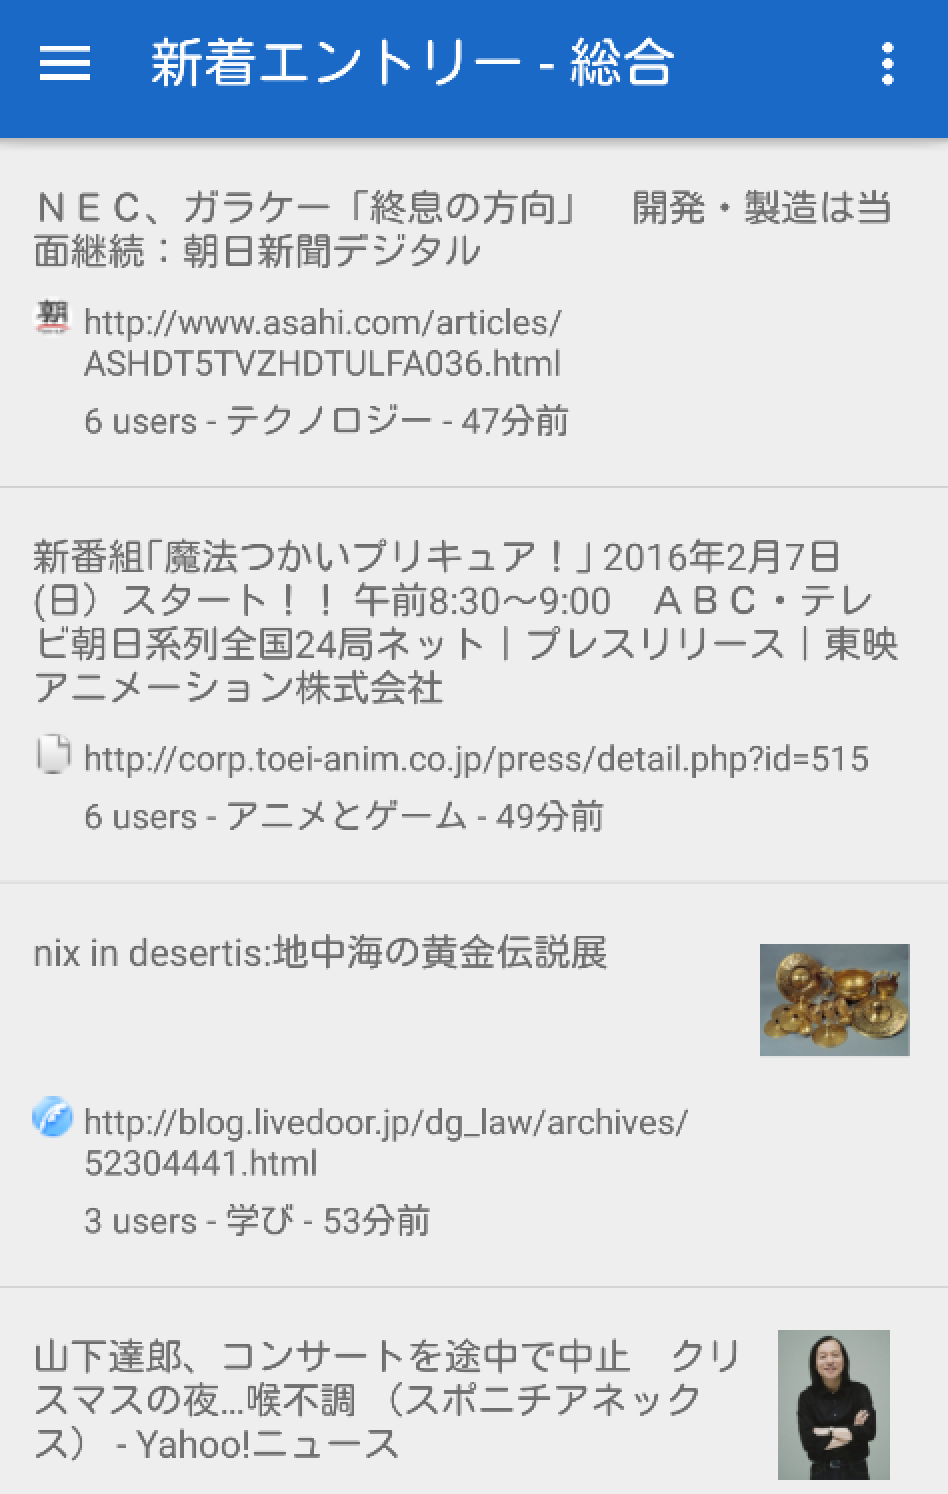 新着エントリー - 総合
ＮＥＣ、ガラケー「終息の方向」　開発・製造は当
面継続：朝日新聞デジタル
朝
http://www.asahi.com/articles/
ASHDT5TVZHDTULFA036.html
6 users - テクノロジー - 47分前
新番組｢魔法つかいプリキュア！｣ 2016年2月7日
(日）スタート！！ 午前8:30～9:00　ＡＢＣ・テレ
ビ朝日系列全国24局ネット｜プレスリリース｜東映
アニメーション株式会社
http://corp.toei-anim.co.jp/press/detail.php?id=515
6 users - アニメとゲーム - 49分前
nix in desertis:地中海の黄金伝説展
http://blog.livedoor.jp/dg_law/archives/
52304441.html
3 users - 学び - 53分前
山下達郎、コンサートを途中で中止　クリ
スマスの夜…喉不調 （スポニチアネック
ス） - Yahoo!ニュース